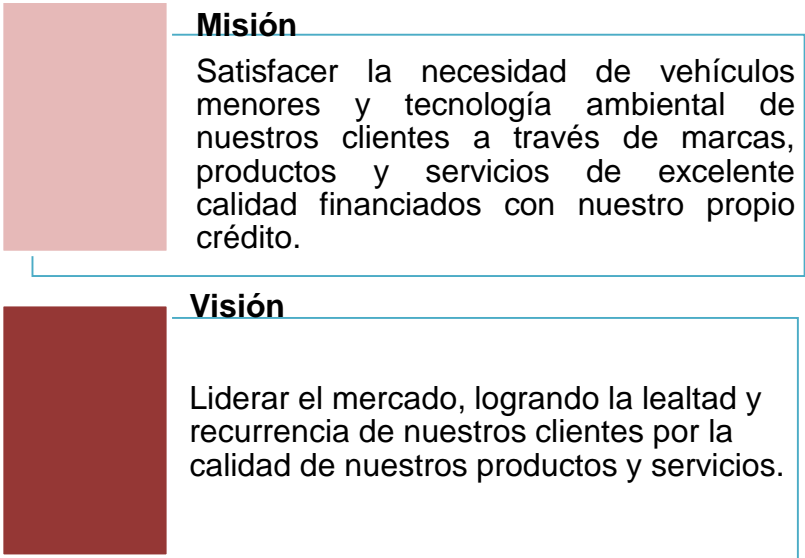 Misión
Satisfacer la necesidad de vehículos
menores y tecnología ambiental de
nuestros clientes a través de marcas,
productos y servicios de excelente
calidad financiados con nuestro propio
crédito.
Visión
Liderar el mercado, logrando la lealtad y
recurrencia de nuestros clientes por la
calidad de nuestros productos y servicios.